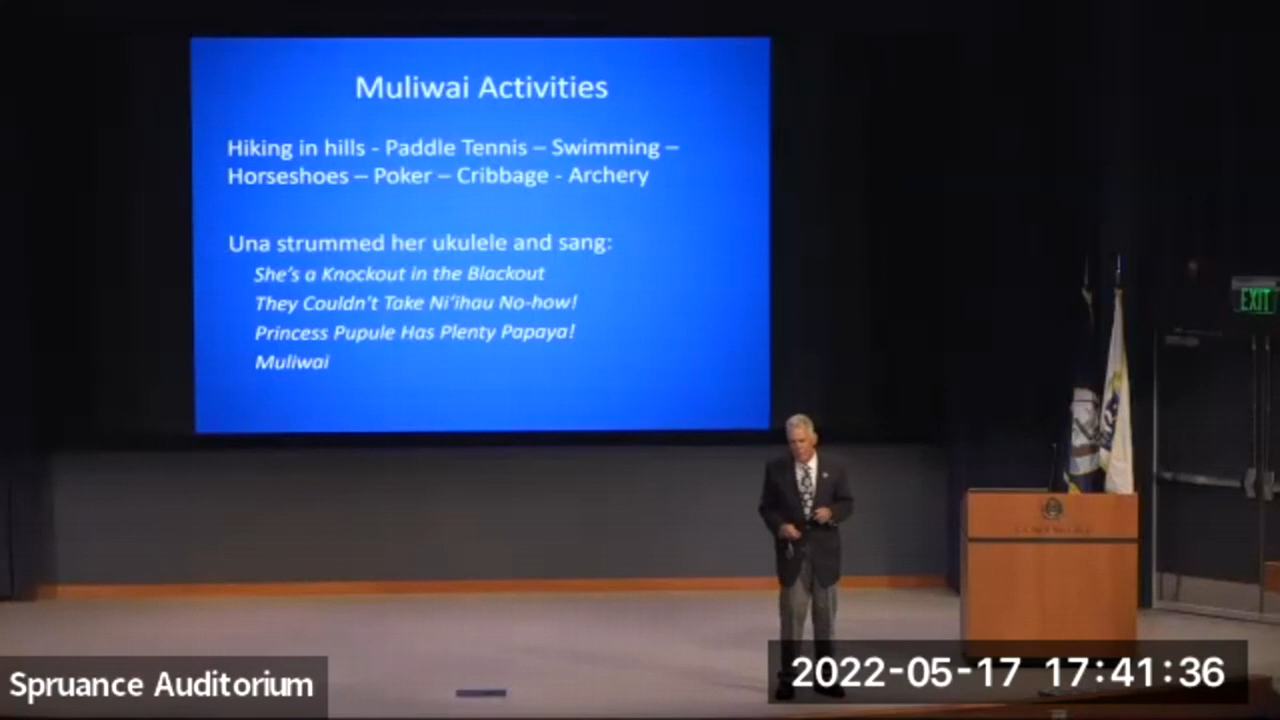 Muliwai Activities
Hiking in hills - Paddle Tennis – Swimming –
Horseshoes – Poker – Cribbage - Archery
Una strummed her ukulele and sang:
She's a Knockout in the Blackout
They Couldn't Take Ni'ihau No-how!
Princess Pupule Has Plenty Papaya!
Muliwai
EXIT
Spruance Auditorium
2022-05-17 17:41:36